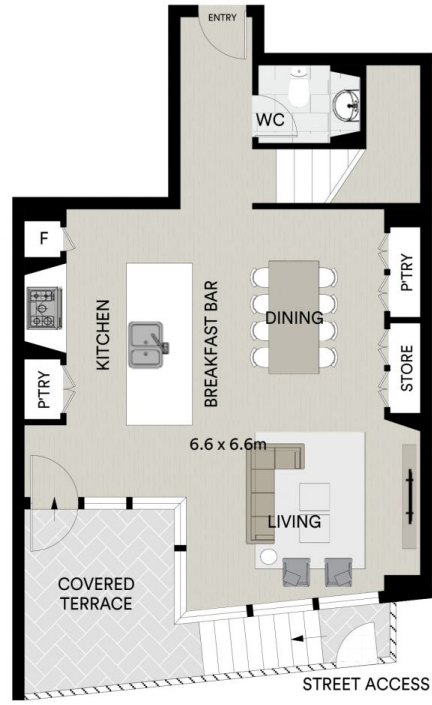 ENTRY
WC
F
P'TRY
KITCHEN
BREAKFAST BAR
DINING
STORE
P'TRY
6.6 x 6.6m
LIVING
COVERED
TERRACE
STREET ACCESS